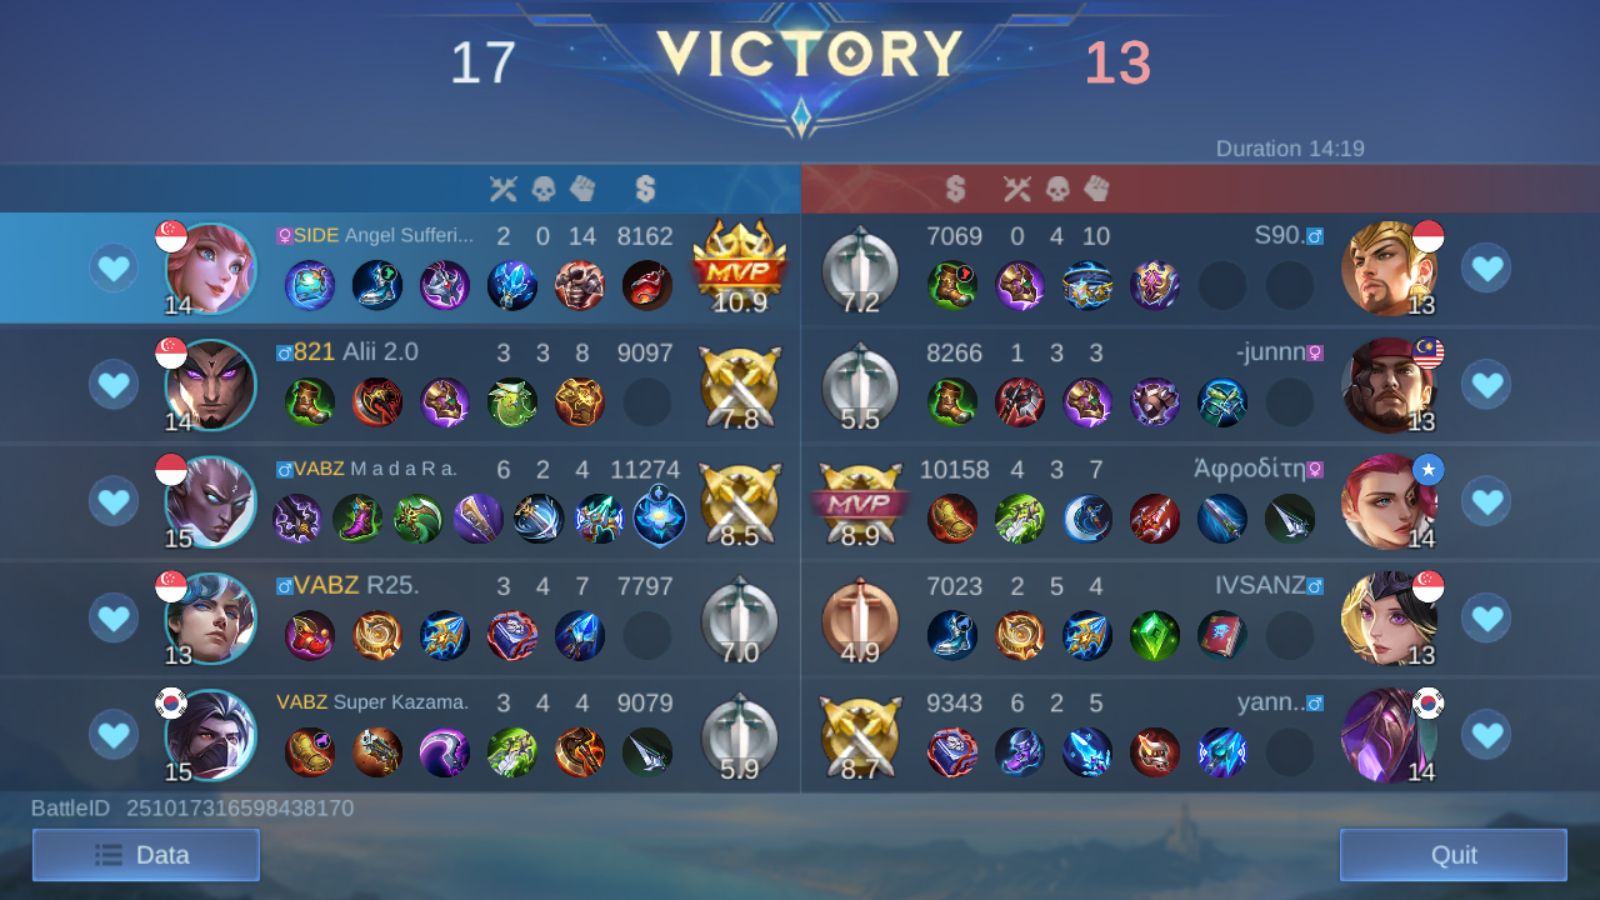 17 VICTORY 13
Duration 14:19
SIDE Angel Sufferi... 2 0 14 8162
14 MVP 10.9
7.2 7069 0 4 10 S90.
13
821 Alii 2.0 3 3 8 9097
14 7.8
5.5 8266 1 3 3 -junnn
13
VABZ M a d a R a. 6 2 4 11274
15 8.5
MVP 8.9 10158 4 3 7 Άφροδίτη
14
VABZ R25. 3 4 7 7797
13 7.0
4.9 7023 2 5 4 IVSANZ
13
VABZ Super Kazama. 3 4 4 9079
15 5.9
8.7 9343 6 2 5 yann..
14
BattleID 251017316598438170
Data
Quit